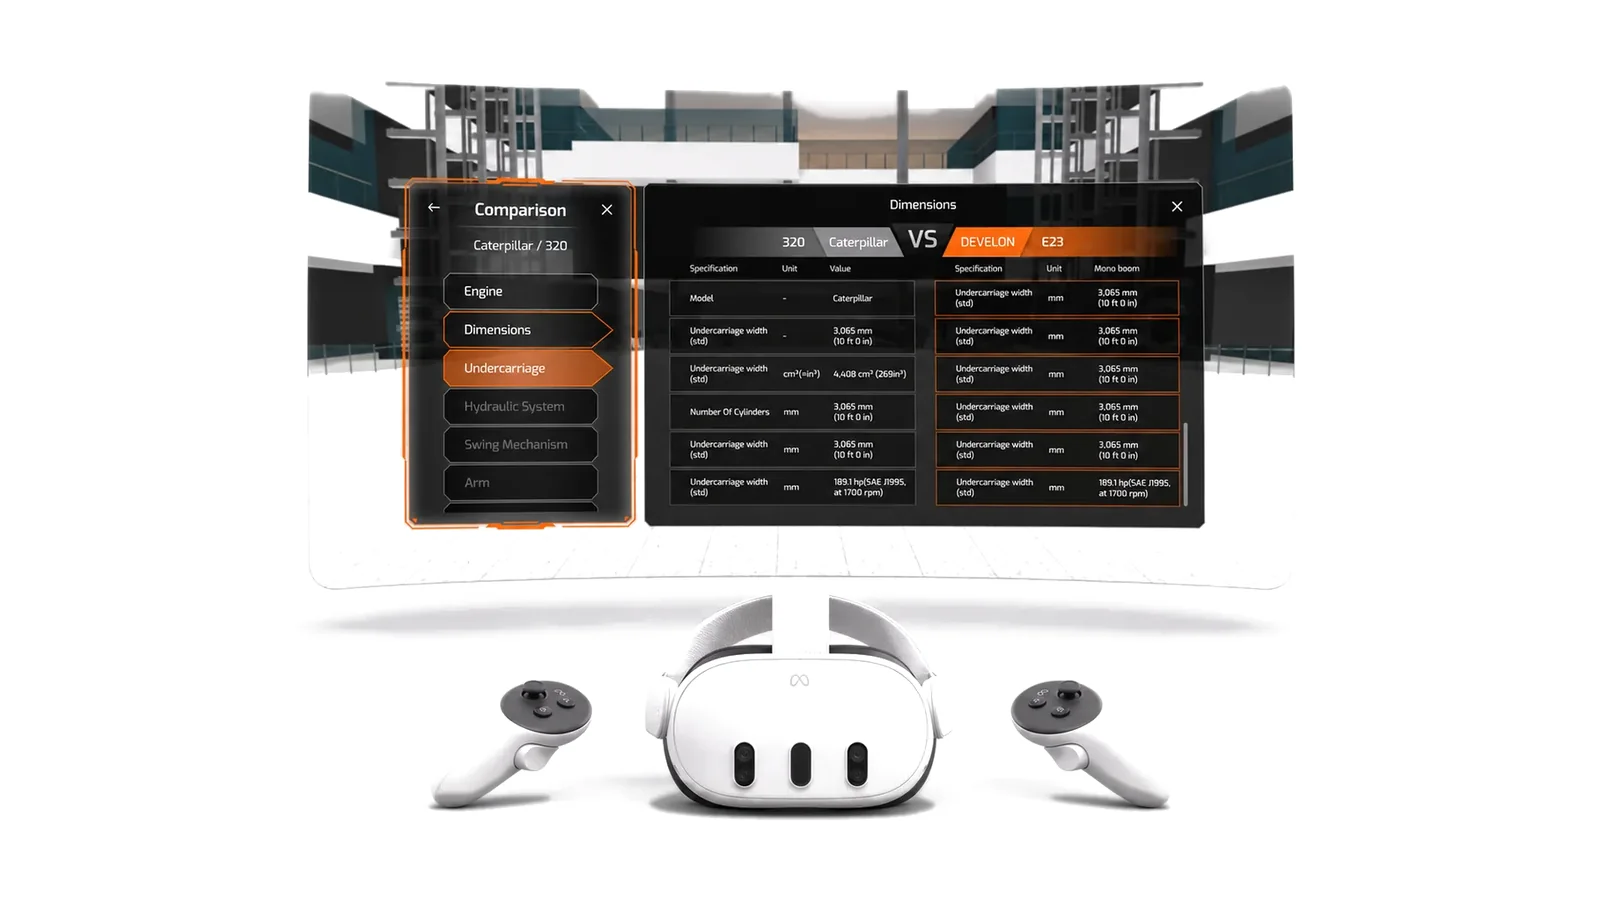 Comparison
Caterpillar / 320
Engine
Dimensions
Undercarriage
Hydraulic System
Swing Mechanism
Arm
Dimensions
320 Caterpillar VS DEVELON E23
Specification Unit Value
Model - Caterpillar
Undercarriage width
(std)
-
3,065 mm
(10 ft 0 in)
Undercarriage width
(std)
cm³(=in³)
4,408 cm³ (269in³)
Number Of Cylinders
mm
3,065 mm
(10 ft 0 in)
Undercarriage width
(std)
mm
3,065 mm
(10 ft 0 in)
Undercarriage width
(std)
mm
189.1 hp(SAE J1995,
at 1700 rpm)
Specification Unit Mono boom
Undercarriage width
(std)
mm
3,065 mm
(10 ft 0 in)
Undercarriage width
(std)
mm
3,065 mm
(10 ft 0 in)
Undercarriage width
(std)
mm
3,065 mm
(10 ft 0 in)
Undercarriage width
(std)
mm
3,065 mm
(10 ft 0 in)
Undercarriage width
(std)
mm
3,065 mm
(10 ft 0 in)
Undercarriage width
(std)
mm
189.1 hp(SAE J1995,
at 1700 rpm)